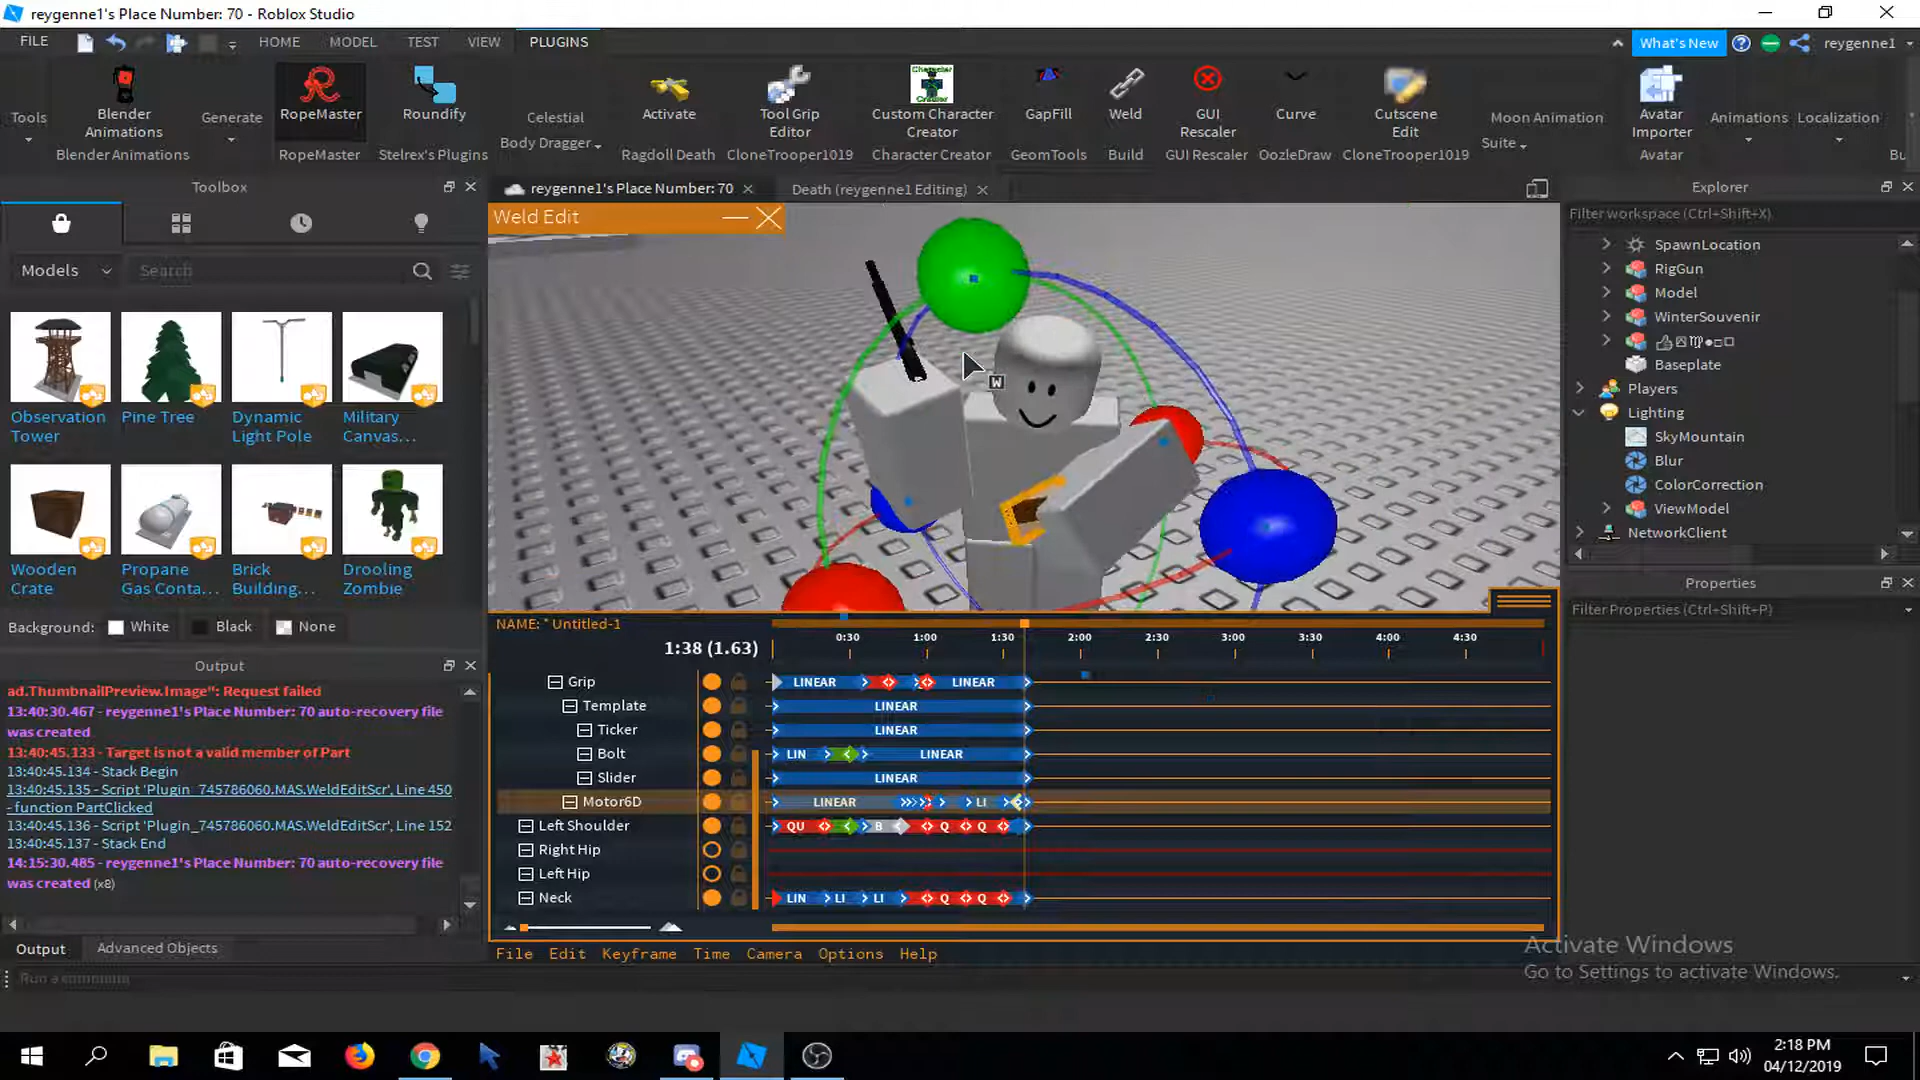 reygenne1's Place Number: 70 - Roblox Studio
FILE
HOME
MODEL
TEST
VIEW
PLUGINS
What's New
reygenne1
Tools
Blender
Animations
Blender Animations
Generate
RopeMaster
RopeMaster
Roundify
Stelrex's Plugins
Celestial
Body Dragger
Activate
Ragdoll Death
Tool Grip
Editor
CloneTrooper1019
Character
Creator
Custom Character
Creator
Character Creator
GapFill
GeomTools
Weld
Build
GUI
Rescaler
GUI Rescaler
Curve
OozleDraw
Cutscene
Edit
CloneTrooper1019
Moon Animation
Suite
Avatar
Importer
Avatar
Animations
Localization
Bu
Toolbox
reygenne1's Place Number: 70
Death (reygenne1 Editing)
Explorer
Filter workspace (Ctrl+Shift+X)
Models
Search
Observation
Tower
Pine Tree
Dynamic
Light Pole
Military
Canvas...
Wooden
Crate
Propane
Gas Conta...
Brick
Building...
Drooling
Zombie
Background:
White
Black
None
Weld Edit
W
SpawnLocation
RigGun
Model
WinterSouvenir
Baseplate
Players
Lighting
SkyMountain
Blur
ColorCorrection
ViewModel
NetworkClient
Properties
Filter Properties (Ctrl+Shift+P)
Output
ad.ThumbnailPreview.Image": Request failed
13:40:30.467 - reygenne1's Place Number: 70 auto-recovery file
was created
13:40:45.133 - Target is not a valid member of Part
13:40:45.134 - Stack Begin
13:40:45.135 - Script 'Plugin_745786060.MAS.WeldEditScr', Line 450
- function PartClicked
13:40:45.136 - Script 'Plugin_745786060.MAS.WeldEditScr', Line 152
13:40:45.137 - Stack End
14:15:30.485 - reygenne1's Place Number: 70 auto-recovery file
was created (x8)
Output
Advanced Objects
Run a command
NAME: * Untitled-1
1:38 (1.63)
0:30 1:00 1:30 2:00 2:30 3:00 3:30 4:00 4:30
Grip LINEAR LINEAR
Template LINEAR
Ticker LINEAR
Bolt LIN LINEAR
Slider LINEAR
Motor6D LINEAR LI
Left Shoulder QU B Q Q
Right Hip
Left Hip
Neck LIN LI LI Q Q
File Edit Keyframe Time Camera Options Help
Activate Windows
Go to Settings to activate Windows.
2:18 PM
04/12/2019